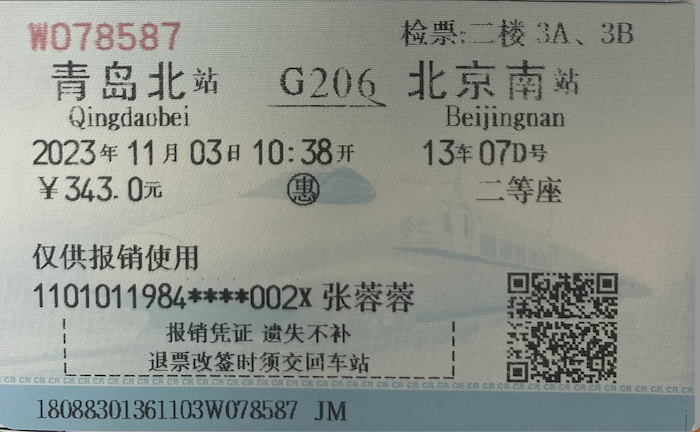 W078587 检票:二楼 3A、3B
青岛北站 G206 北京南站
Qingdaobei Beijingnan
2023年11月03日10:38开 13车07D号
￥343.0元 惠 二等座
仅供报销使用
1101011984****002X 张蓉蓉
报销凭证 遗失不补
退票改签时须交回车站
18088301361103W078587 JM